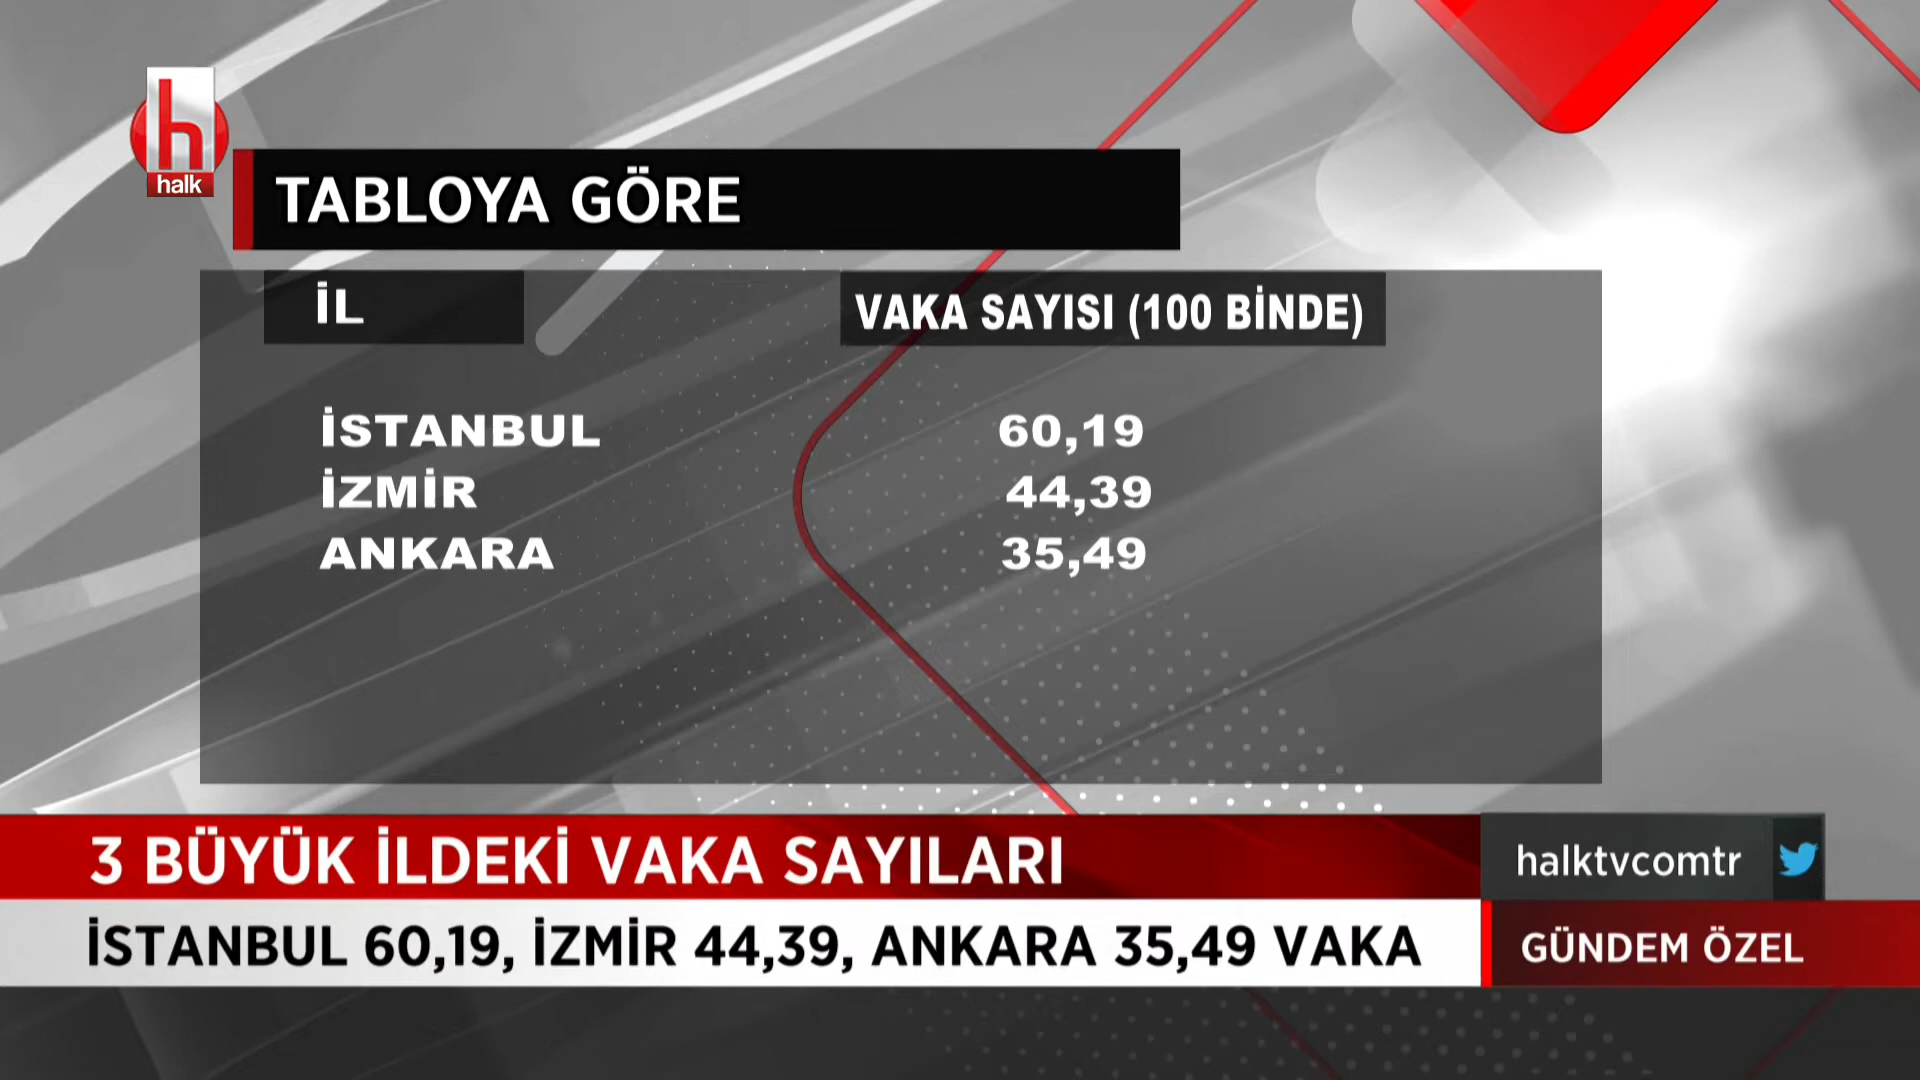 h
halk
TABLOYA GÖRE
İL
VAKA SAYISI (100 BİNDE)
İSTANBUL 60,19
İZMİR 44,39
ANKARA 35,49
3 BÜYÜK İLDEKİ VAKA SAYILARI
halktvcomtr
İSTANBUL 60,19, İZMİR 44,39, ANKARA 35,49 VAKA
GÜNDEM ÖZEL